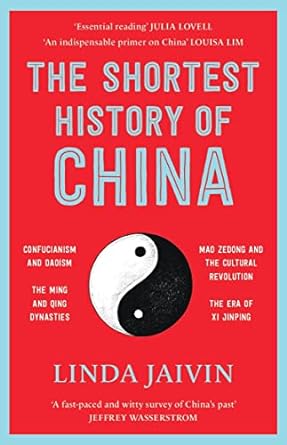 ‘Essential reading’ JULIA LOVELL
‘An indispensable primer on China’ LOUISA LIM
THE SHORTEST
HISTORY OF
CHINA
CONFUCIANISM
AND DAOISM
THE MING
AND QING
DYNASTIES
MAO ZEDONG AND
THE CULTURAL
REVOLUTION
THE ERA OF
XI JINPING
LINDA JAIVIN
‘A fast-paced and witty survey of China’s past’
JEFFREY WASSERSTROM